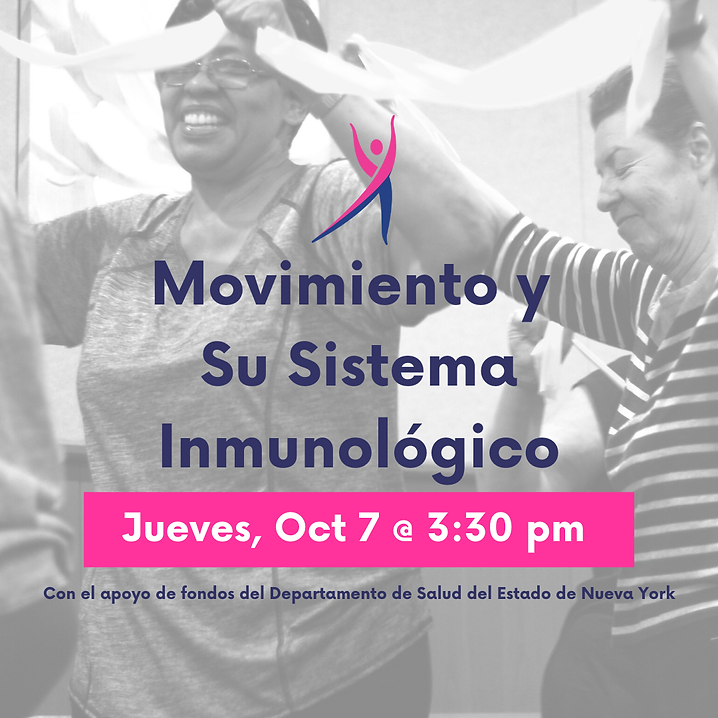 Movimiento y
Su Sistema
Inmunológico
Jueves, Oct 7 @ 3:30 pm
Con el apoyo de fondos del Departamento de Salud del Estado de Nueva York